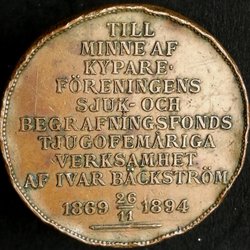 TILL
MINNE AF
KYPARE-
FÖRENINGENS
SJUK- OCH
BEGRAFNINGSFONDS
TJUGOFEMÅRIGA
VERKSAMHET
AF IVAR BÄCKSTRÖM
1869 26/11 1894